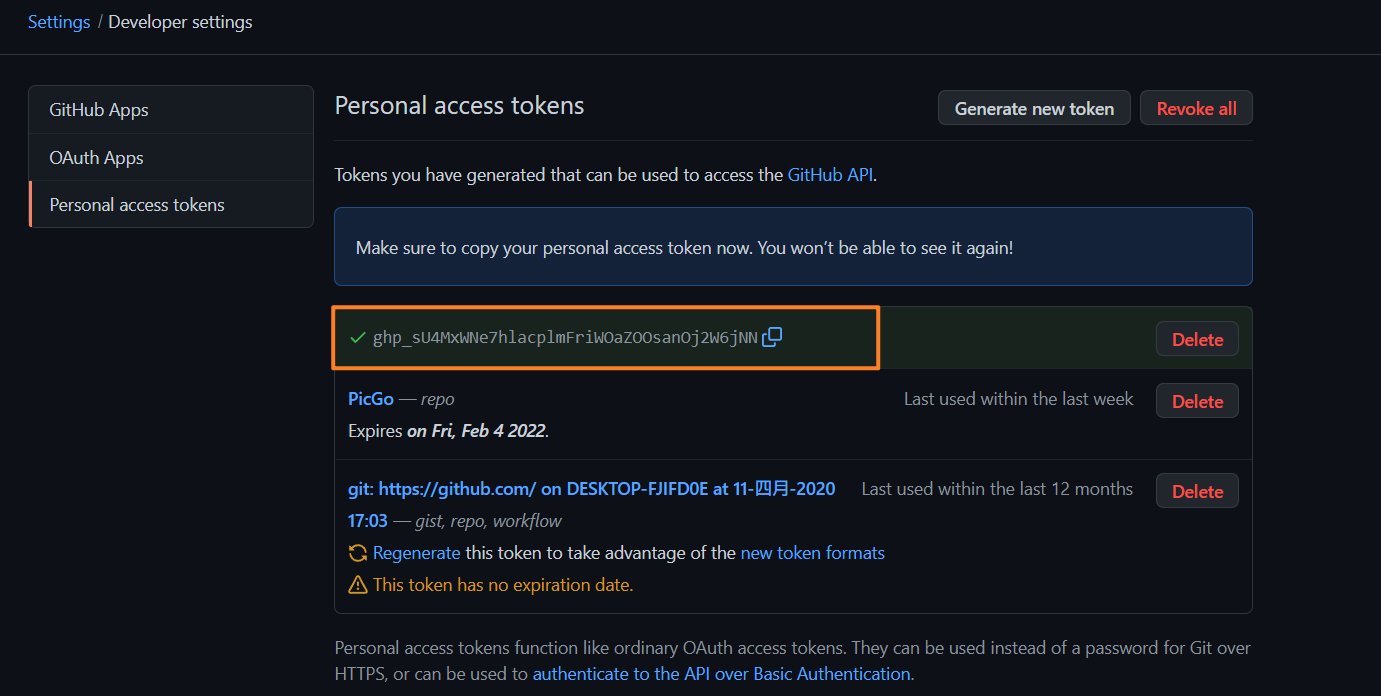 Settings / Developer settings
GitHub Apps
OAuth Apps
Personal access tokens
Personal access tokens
Generate new token
Revoke all
Tokens you have generated that can be used to access the GitHub API.
Make sure to copy your personal access token now. You won’t be able to see it again!
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
Delete
PicGo — repo
Last used within the last week
Delete
Expires on Fri, Feb 4 2022.
git: https://github.com/ on DESKTOP-FJIFD0E at 11-四月-2020
Last used within the last 12 months
Delete
17:03 — gist, repo, workflow
Regenerate this token to take advantage of the new token formats
This token has no expiration date.
Personal access tokens function like ordinary OAuth access tokens. They can be used instead of a password for Git over
HTTPS, or can be used to authenticate to the API over Basic Authentication.